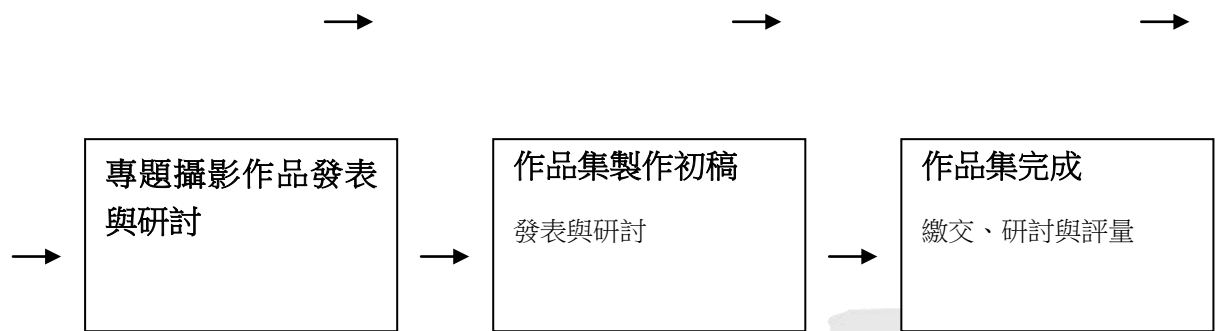 專題攝影作品發表
與研討
作品集製作初稿
發表與研討
作品集完成
繳交、研討與評量